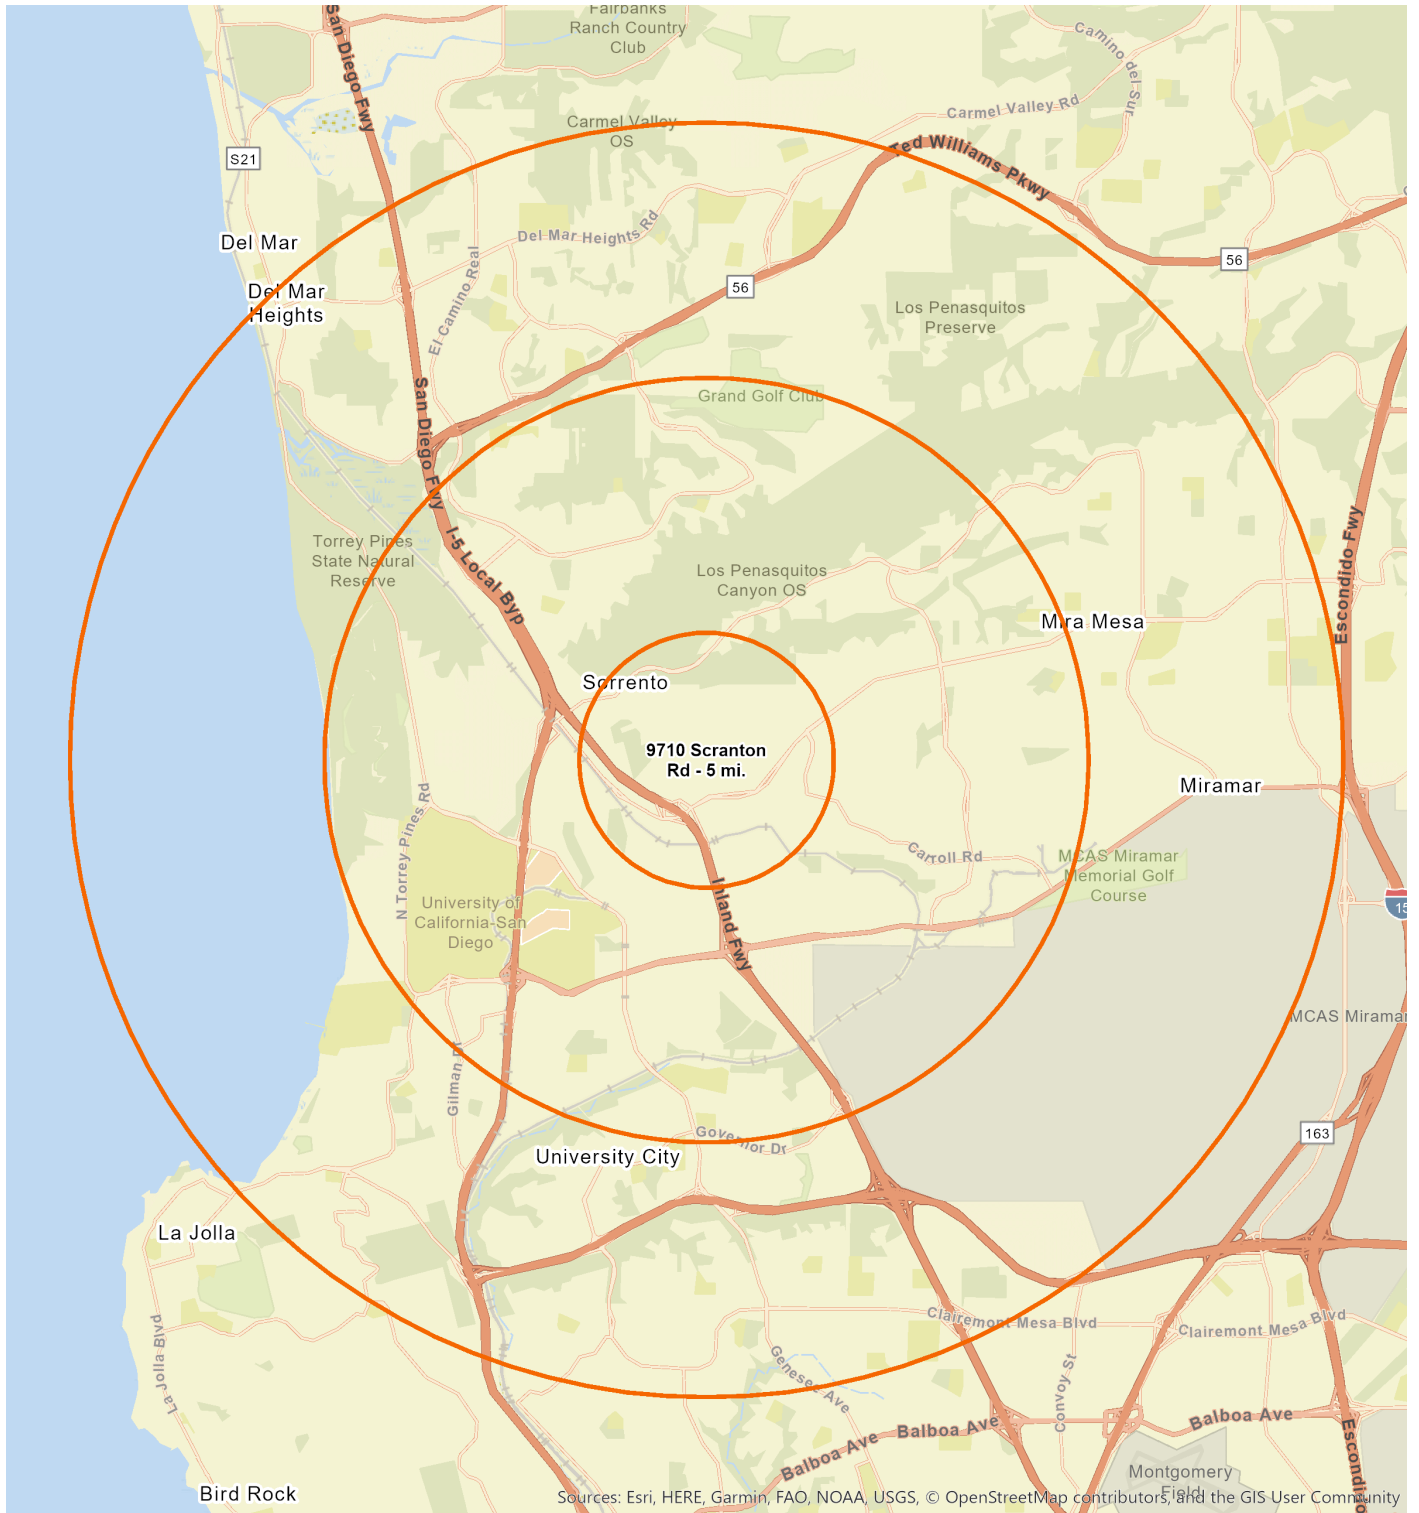 Fairbanks
Ranch Country
Club
San Diego Fwy
Camino del Sur
Carmel Valley Rd
Carmel Valley
OS
S21
Ted Williams Pkwy
Del Mar
Del Mar Heights Rd
El Camino Real
56
56
Del Mar
Heights
Los Penasquitos
Preserve
San Diego Fwy
Grand Golf Club
I-5 Local Byp
Torrey Pines
State Natural
Reserve
Los Penasquitos
Canyon OS
Escondido Fwy
Mira Mesa
Sorrento
9710 Scranton
Rd - 5 mi.
Miramar
N Torrey Pines Rd
Carroll Rd
MCAS Miramar
Memorial Golf
Course
University of
California-San
Diego
Inland Fwy
15
MCAS Miramar
Gilman Dr
Governor Dr
163
University City
La Jolla
La Jolla Blvd
Clairemont Mesa Blvd
Clairemont Mesa Blvd
Genesee Ave
Convoy St
Balboa Ave
Balboa Ave
Balboa Ave
Escondido
Montgomery
Field
Bird Rock
Sources: Esri, HERE, Garmin, FAO, NOAA, USGS, © OpenStreetMap contributors, and the GIS User Community